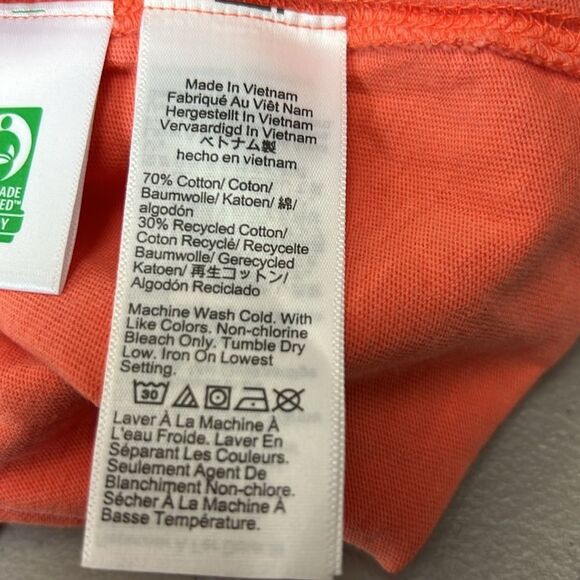 ADE
ED™
Y
Made In Vietnam
Fabriqué Au Viêt Nam
Hergestellt In Vietnam
Vervaardigd In Vietnam
ベトナム製
hecho en vietnam
70% Cotton/ Coton/
Baumwolle/ Katoen/ 綿/
algodón
30% Recycled Cotton/
Coton Recyclé/ Recycelte
Baumwolle/ Gerecycled
Katoen/ 再生コットン/
Algodón Reciclado
Machine Wash Cold. With
Like Colors. Non-chlorine
Bleach Only. Tumble Dry
Low. Iron On Lowest
Setting.
30
Laver À La Machine À
L'eau Froide. Laver En
Séparant Les Couleurs.
Seulement Agent De
Blanchiment Non-chlore.
Sécher À La Machine À
Basse Température.